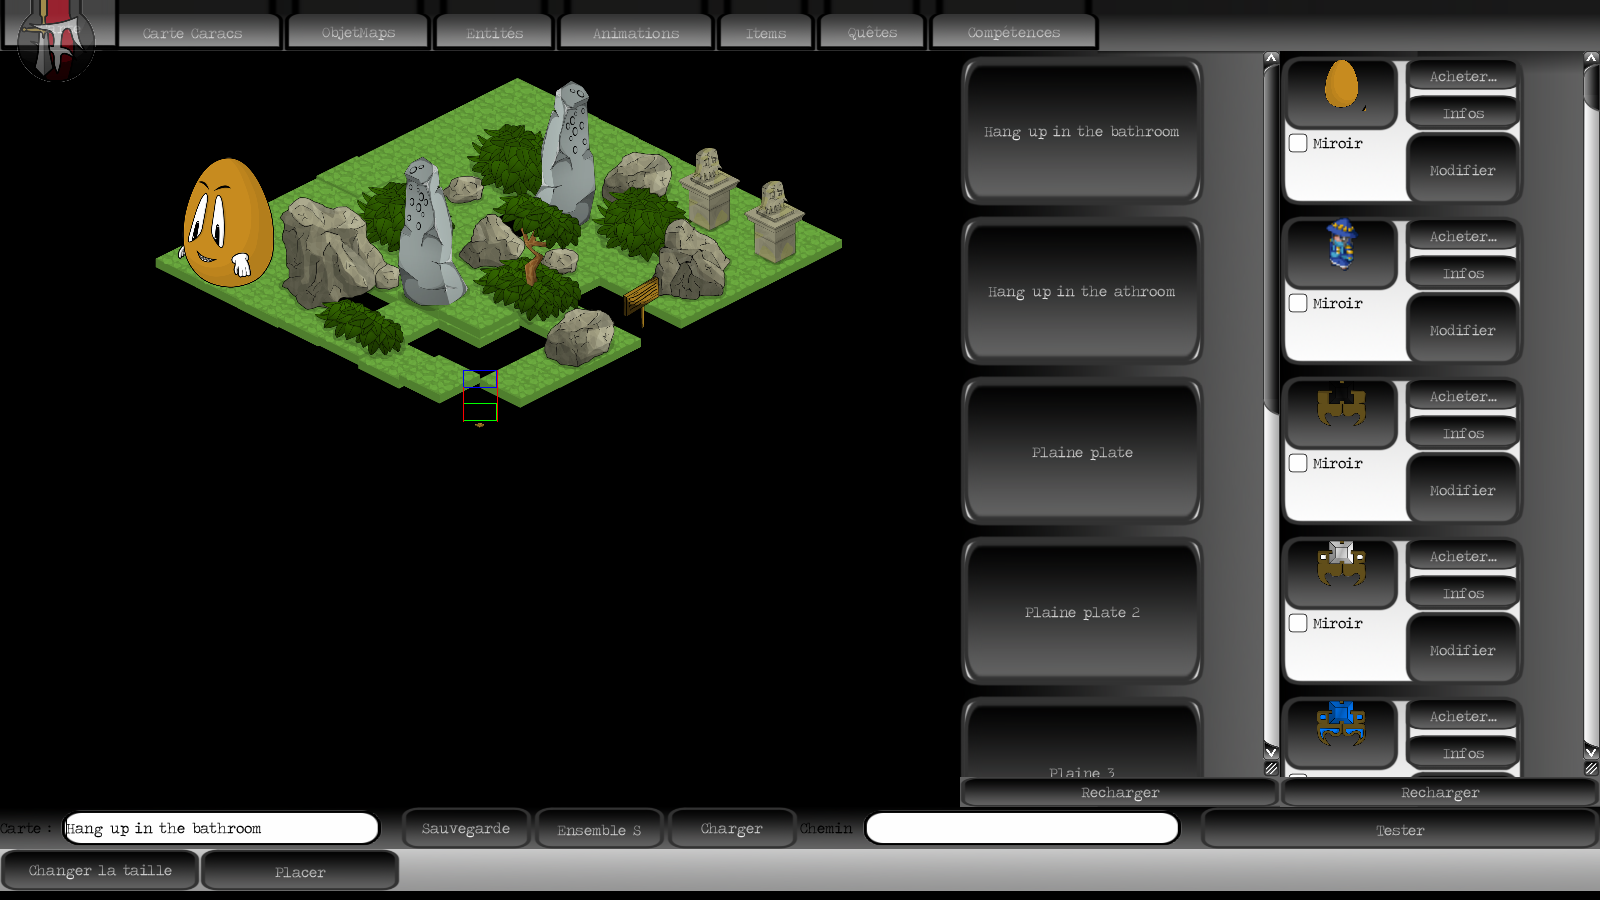 Carte Caracs
ObjetMaps
Entités
Animations
Items
Quêtes
Compétences
Hang up in the bathroom
Hang up in the athroom
Plaine plate
Plaine plate 2
Plaine 3
Recharger
Acheter...
Infos
Miroir
Modifier
Acheter...
Infos
Miroir
Modifier
Acheter...
Infos
Miroir
Modifier
Acheter...
Infos
Miroir
Modifier
Acheter...
Infos
Recharger
Carte :
Hang up in the bathroom
Sauvegarde
Ensemble S
Charger
Chemin
Tester
Changer la taille
Placer